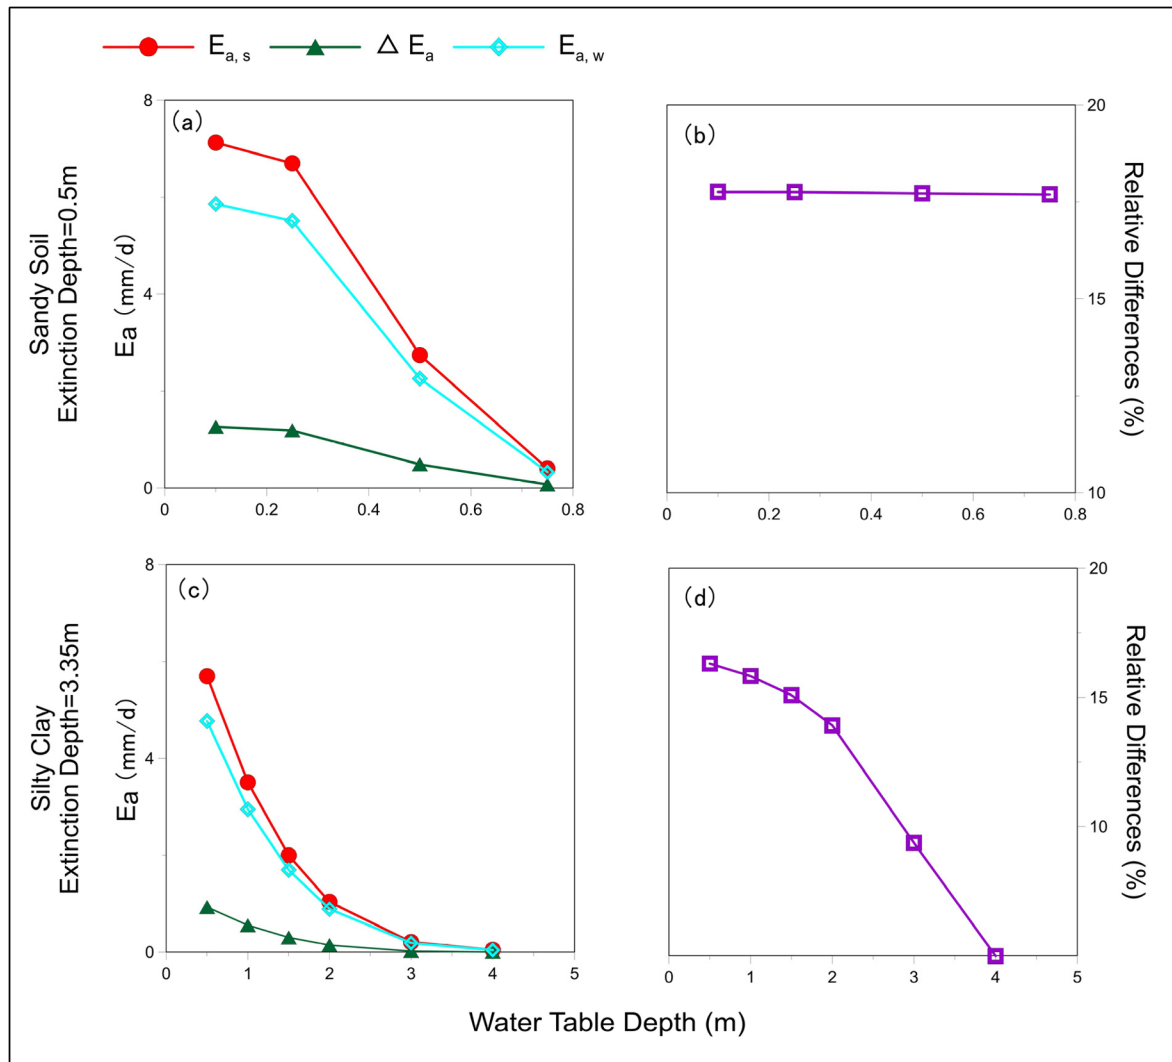 E a, s △ E a E a, w
Sandy Soil
Extinction Depth=0.5m
Ea (mm/d)
8
4
0
(a)
0 0.2 0.4 0.6 0.8
(b)
20
15
10
0 0.2 0.4 0.6 0.8
Relative Differences (%)
Silty Clay
Extinction Depth=3.35m
Ea (mm/d)
8
4
0
(c)
0 1 2 3 4 5
(d)
20
15
10
0 1 2 3 4 5
Relative Differences (%)
Water Table Depth (m)